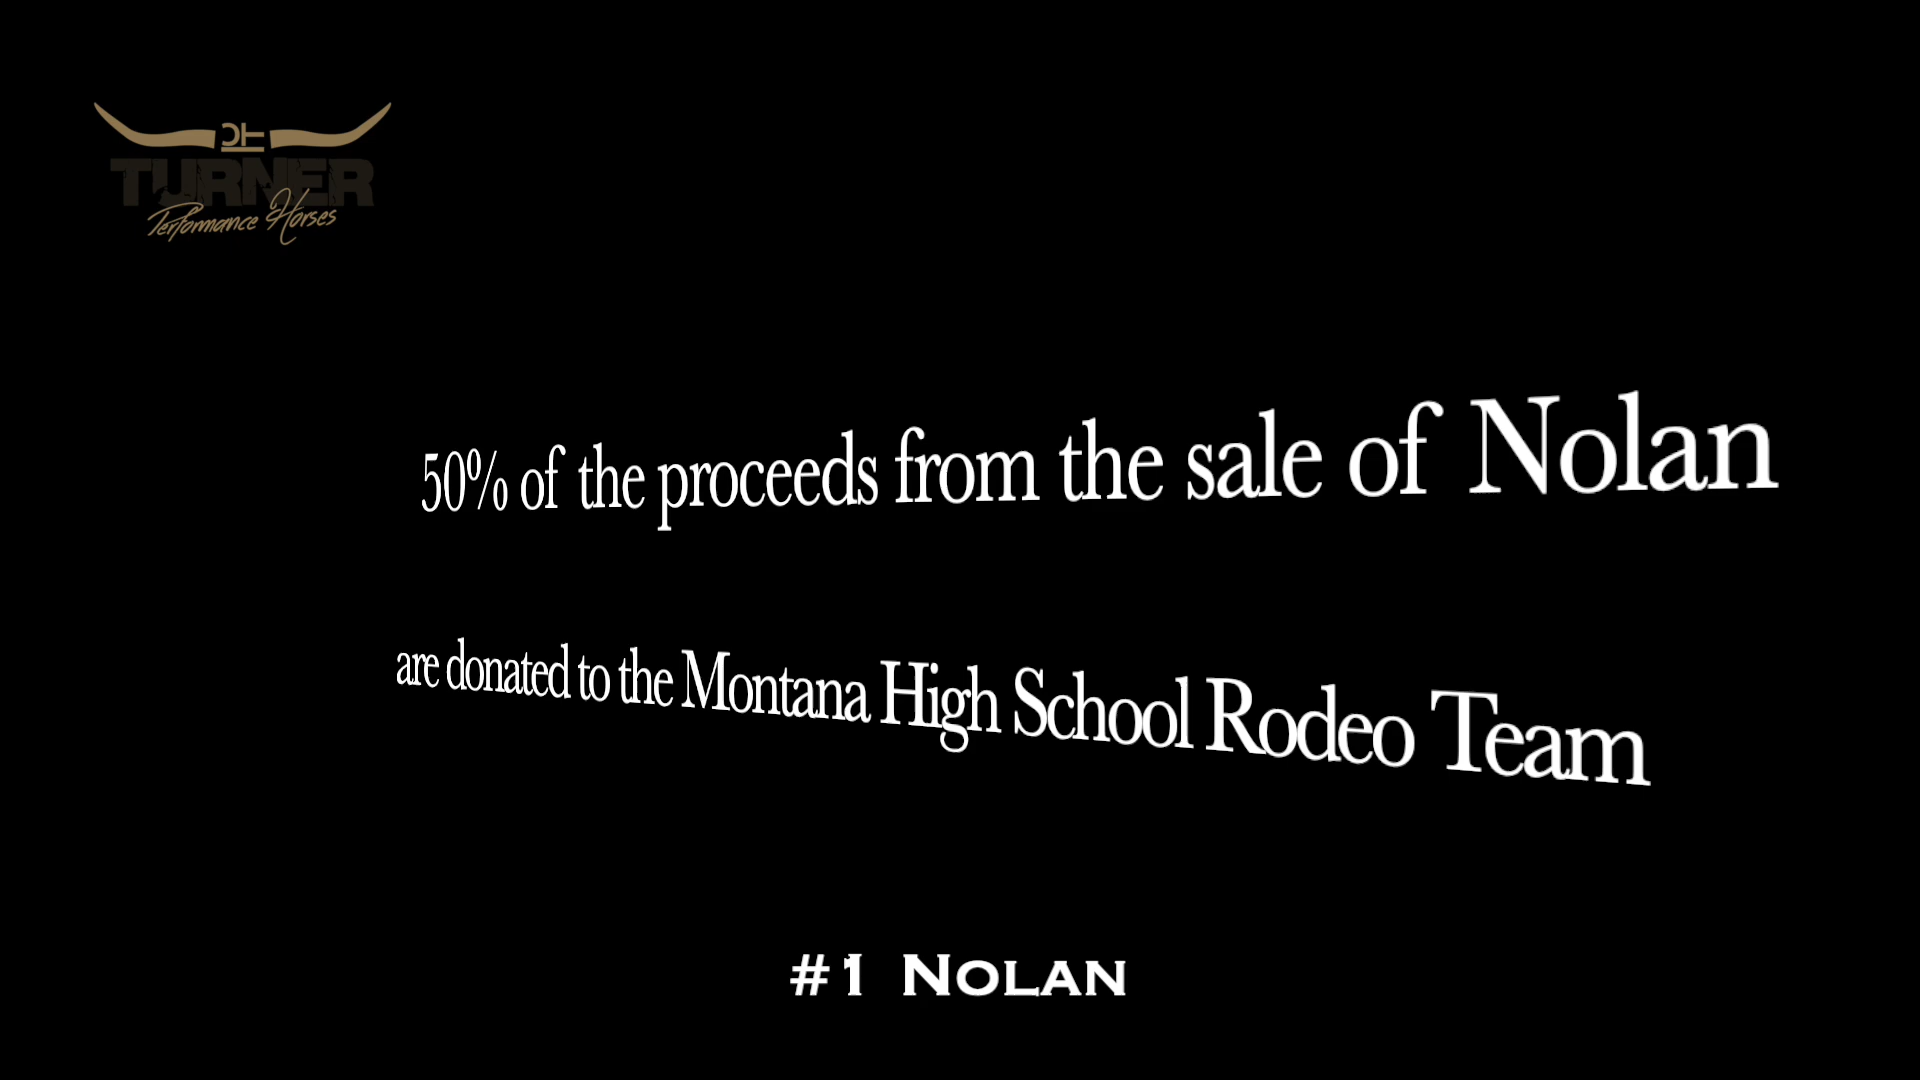 TURNER
Performance Horses
50% of the proceeds from the sale of Nolan
are donated to the Montana High School Rodeo Team
#1 Nolan